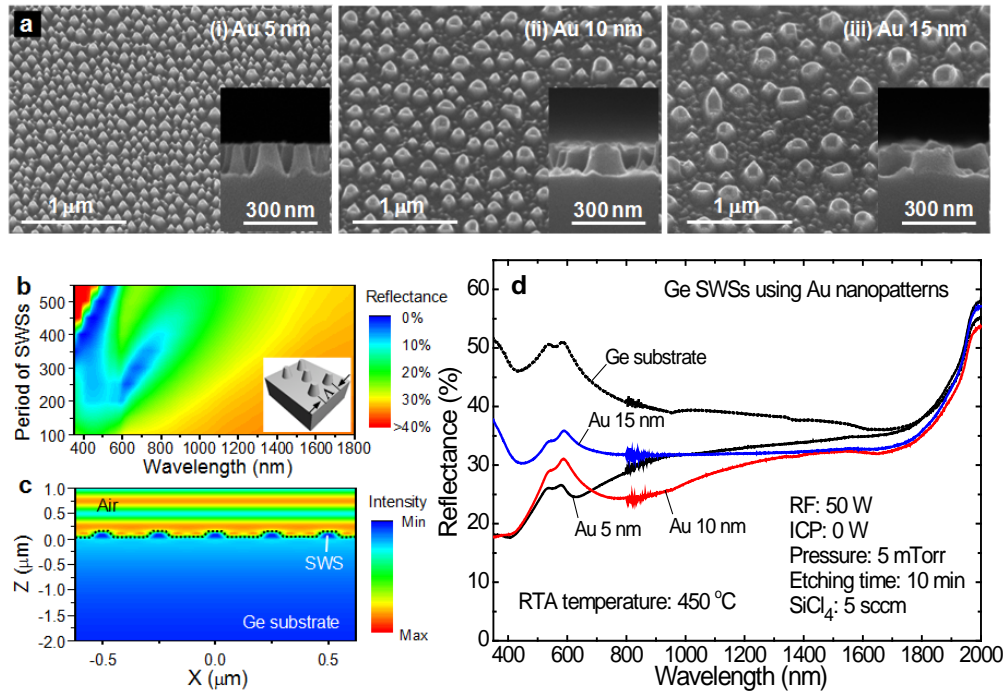 a
(i) Au 5 nm
1 μm
300 nm
(ii) Au 10 nm
1 μm
300 nm
(iii) Au 15 nm
1 μm
300 nm
b
Period of SWSs
500
400
300
200
100
400 600 800 1000 1200 1400 1600 1800
Wavelength (nm)
Λ
Reflectance
0%
10%
20%
30%
>40%
c
Z (μm)
1.0
0.5
0.0
-0.5
-1.0
-1.5
-2.0
Air
SWS
Ge substrate
-0.5 0.0 0.5
X (μm)
Intensity
Min
Max
d
Ge SWSs using Au nanopatterns
Reflectance (%)
60
50
40
30
20
10
0
Ge substrate
Au 15 nm
Au 5 nm
Au 10 nm
RF: 50 W
ICP: 0 W
Pressure: 5 mTorr
Etching time: 10 min
SiCl₄: 5 sccm
RTA temperature: 450 °C
400 600 800 1000 1200 1400 1600 1800 2000
Wavelength (nm)